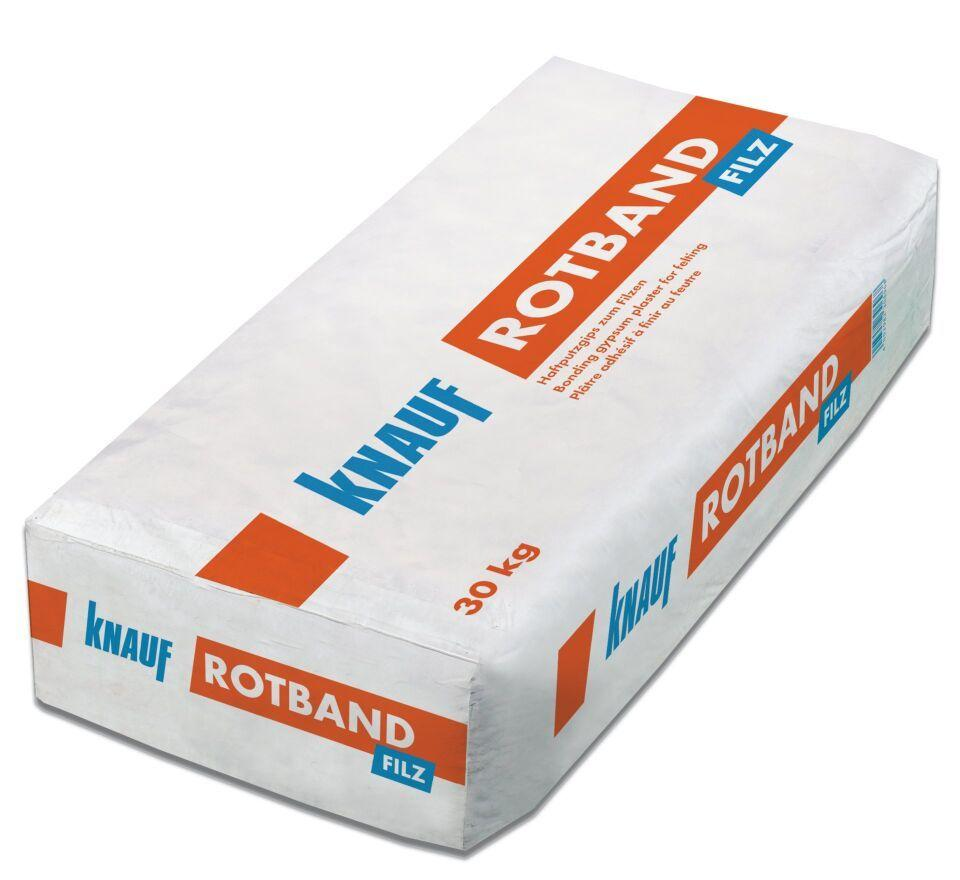 ROTBAND
FILZ
Haftputzgips zum Filzen
Bonding gypsum plaster for felting
Plâtre adhésif à finir au feutre
KNAUF
30 kg
KNAUF
ROTBAND
FILZ
KNAUF
ROTBAND
FILZ